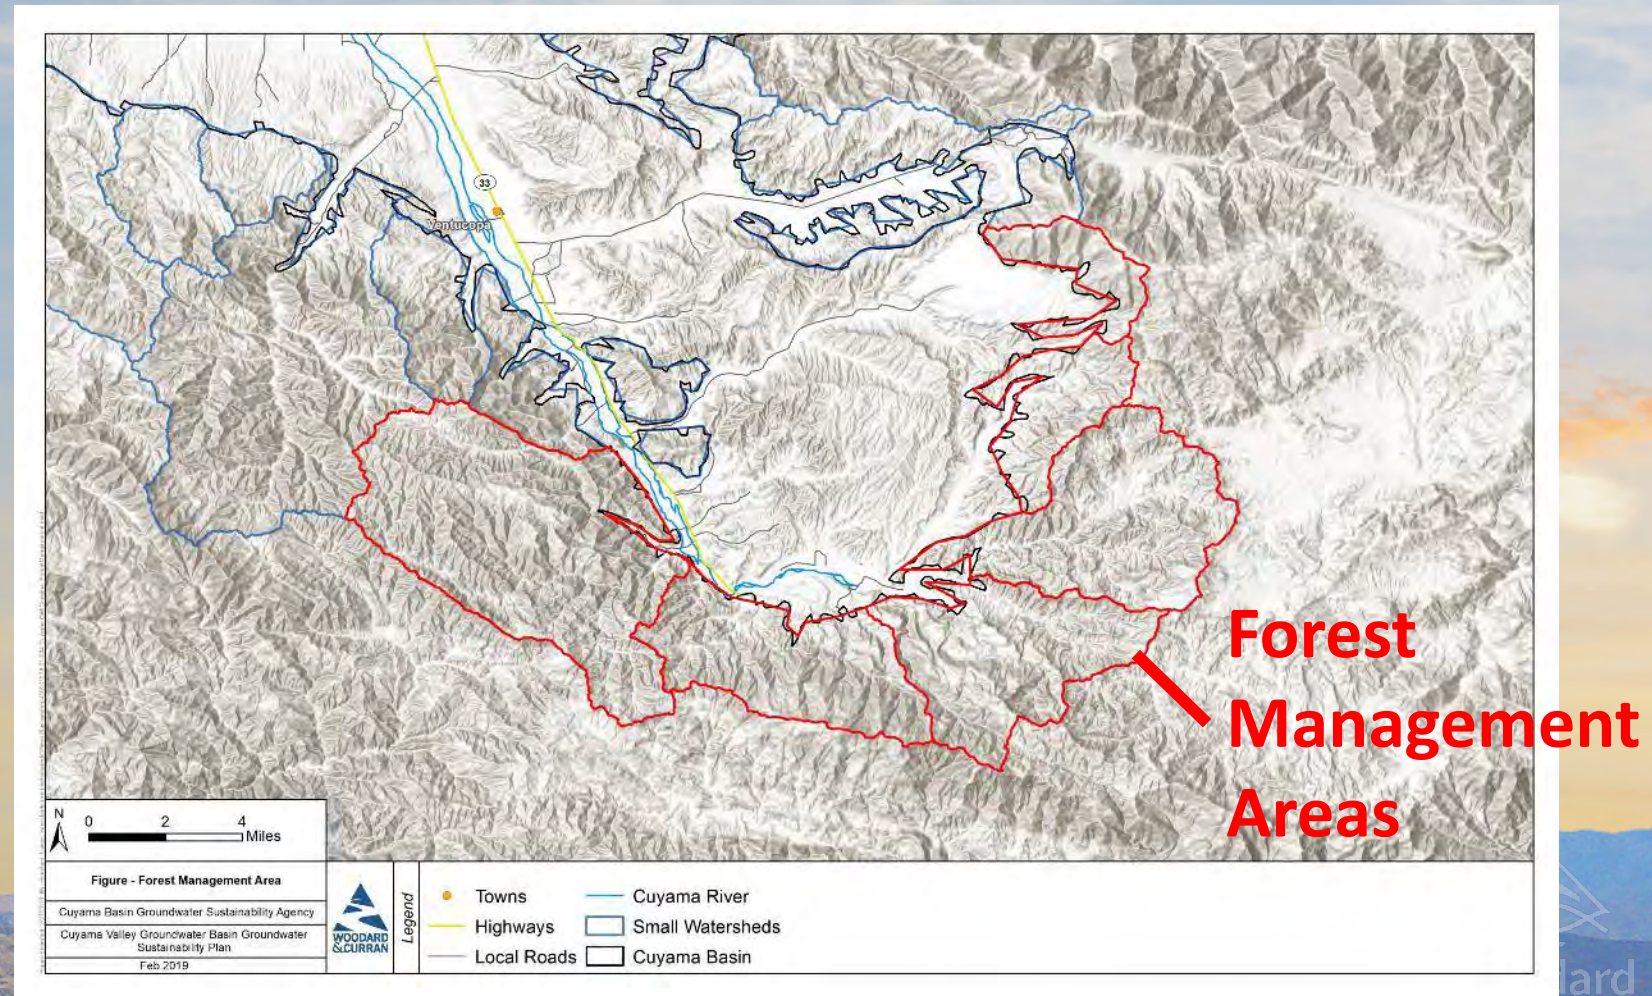 33
Ventucopa
Forest
Management
Areas
N
0 2 4
Miles
Figure - Forest Management Area
Cuyama Basin Groundwater Sustainability Agency
Cuyama Valley Groundwater Basin Groundwater
Sustainability Plan
Feb 2019
WOODARD
&CURRAN
Legend
Towns
Highways
Local Roads
Cuyama River
Small Watersheds
Cuyama Basin
dard